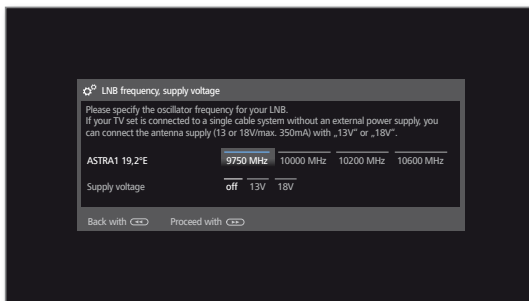 LNB frequency, supply voltage
Please specify the oscillator frequency for your LNB.
If your TV set is connected to a single cable system without an external power supply, you
can connect the antenna supply (13 or 18V/max. 350mA) with „13V” or „18V”.
ASTRA1 19,2°E 9750 MHz 10000 MHz 10200 MHz 10600 MHz
Supply voltage off 13V 18V
Back with ◄◄ Proceed with ►►